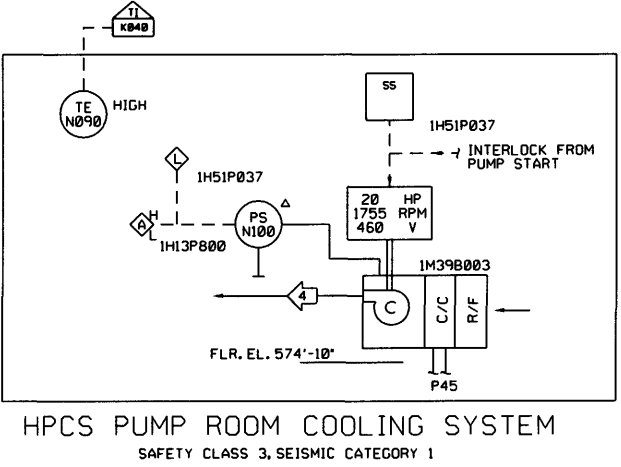 TI
K040
TE
N090
HIGH
SS
1H51P037
INTERLOCK FROM
PUMP START
L
1H51P037
A
H
L
1H13P800
PS
N100
20 HP
1755 RPM
460 V
1M39B003
4
C
C/C
R/F
FLR. EL. 574'-10"
P45
HPCS PUMP ROOM COOLING SYSTEM
SAFETY CLASS 3, SEISMIC CATEGORY 1